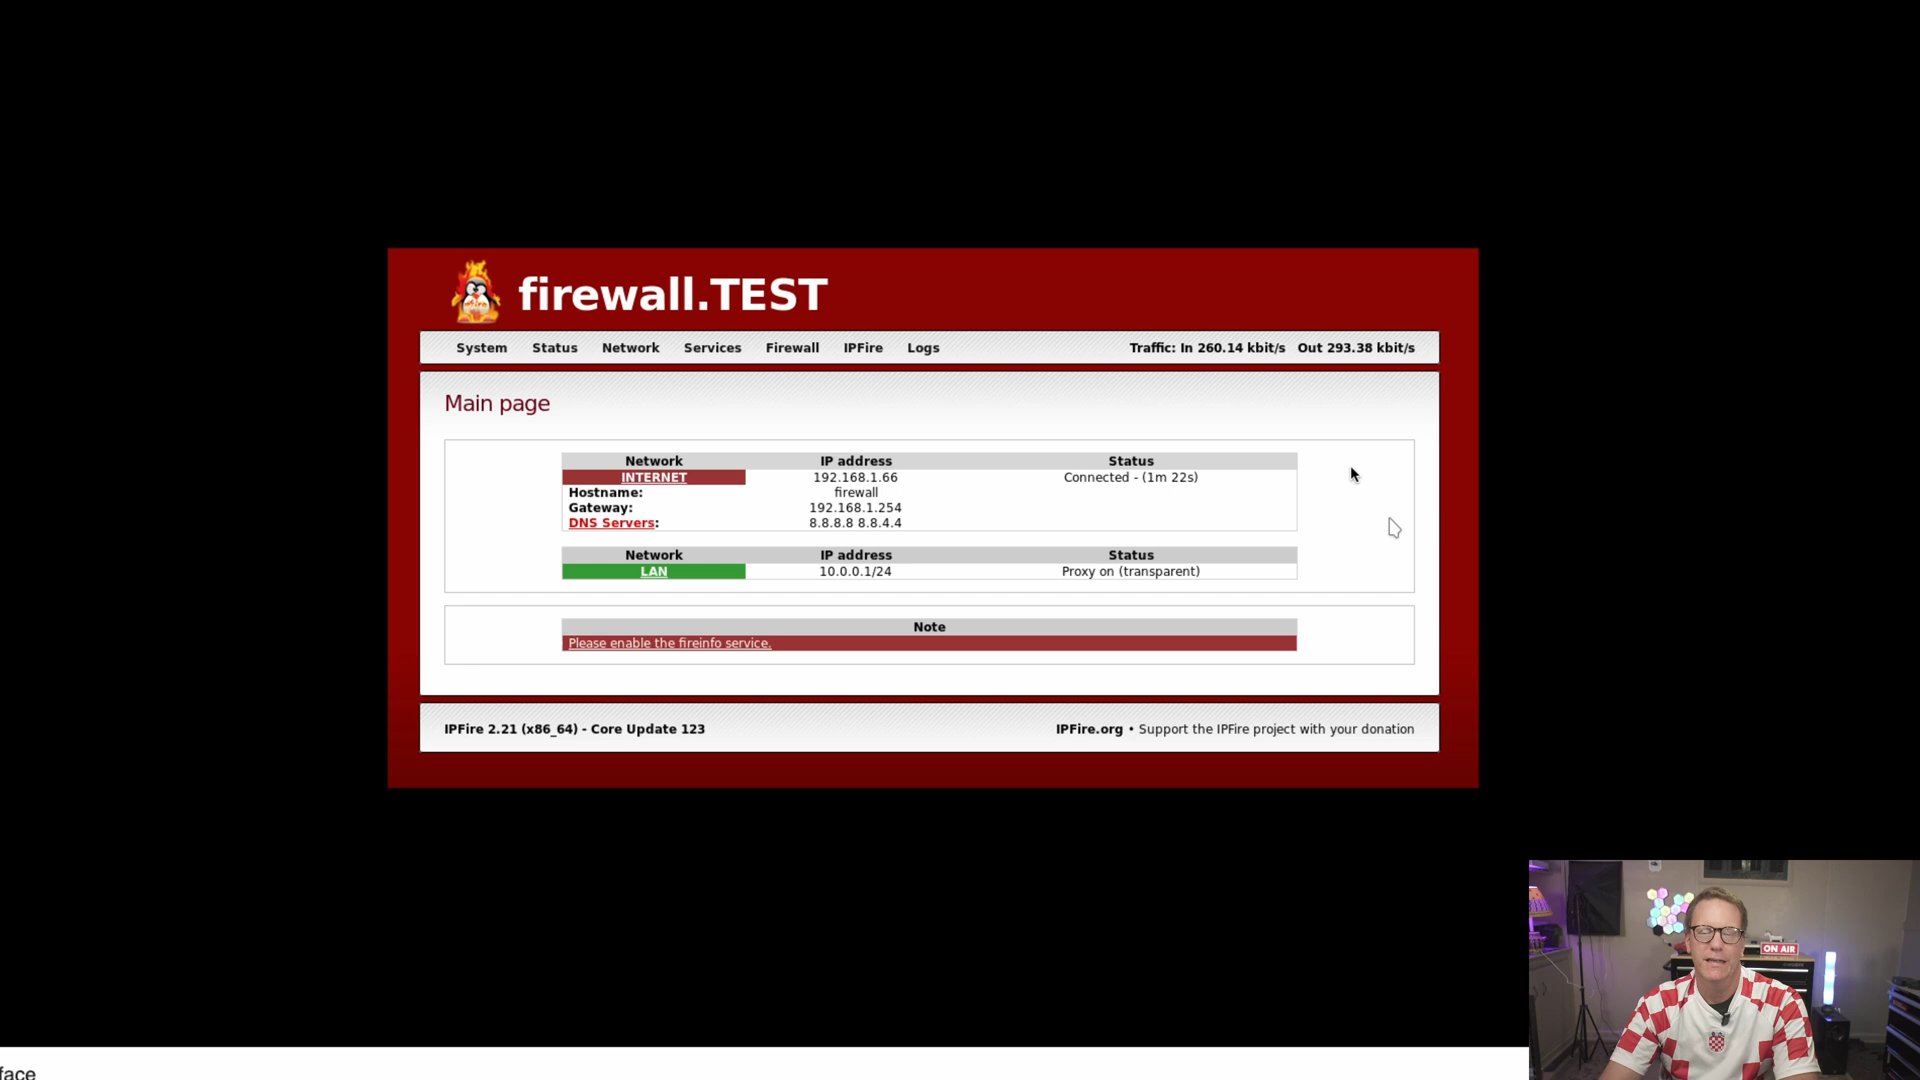 firewall.TEST
System Status Network Services Firewall IPFire Logs Traffic: In 260.14 kbit/s Out 293.38 kbit/s
Main page
Network IP address Status
INTERNET 192.168.1.66 Connected - (1m 22s)
Hostname: firewall
Gateway: 192.168.1.254
DNS Servers: 8.8.8.8 8.8.4.4
Network IP address Status
LAN 10.0.0.1/24 Proxy on (transparent)
Note
Please enable the fireinfo service.
IPFire 2.21 (x86_64) - Core Update 123 IPFire.org • Support the IPFire project with your donation
ON AIR
face